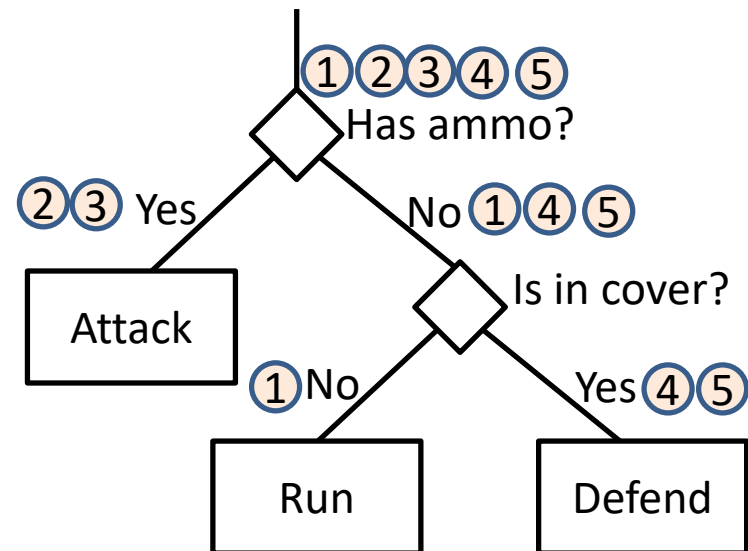 1 2 3 4 5
Has ammo?
2 3 Yes
No 1 4 5
Attack
Is in cover?
1 No
Yes 4 5
Run
Defend